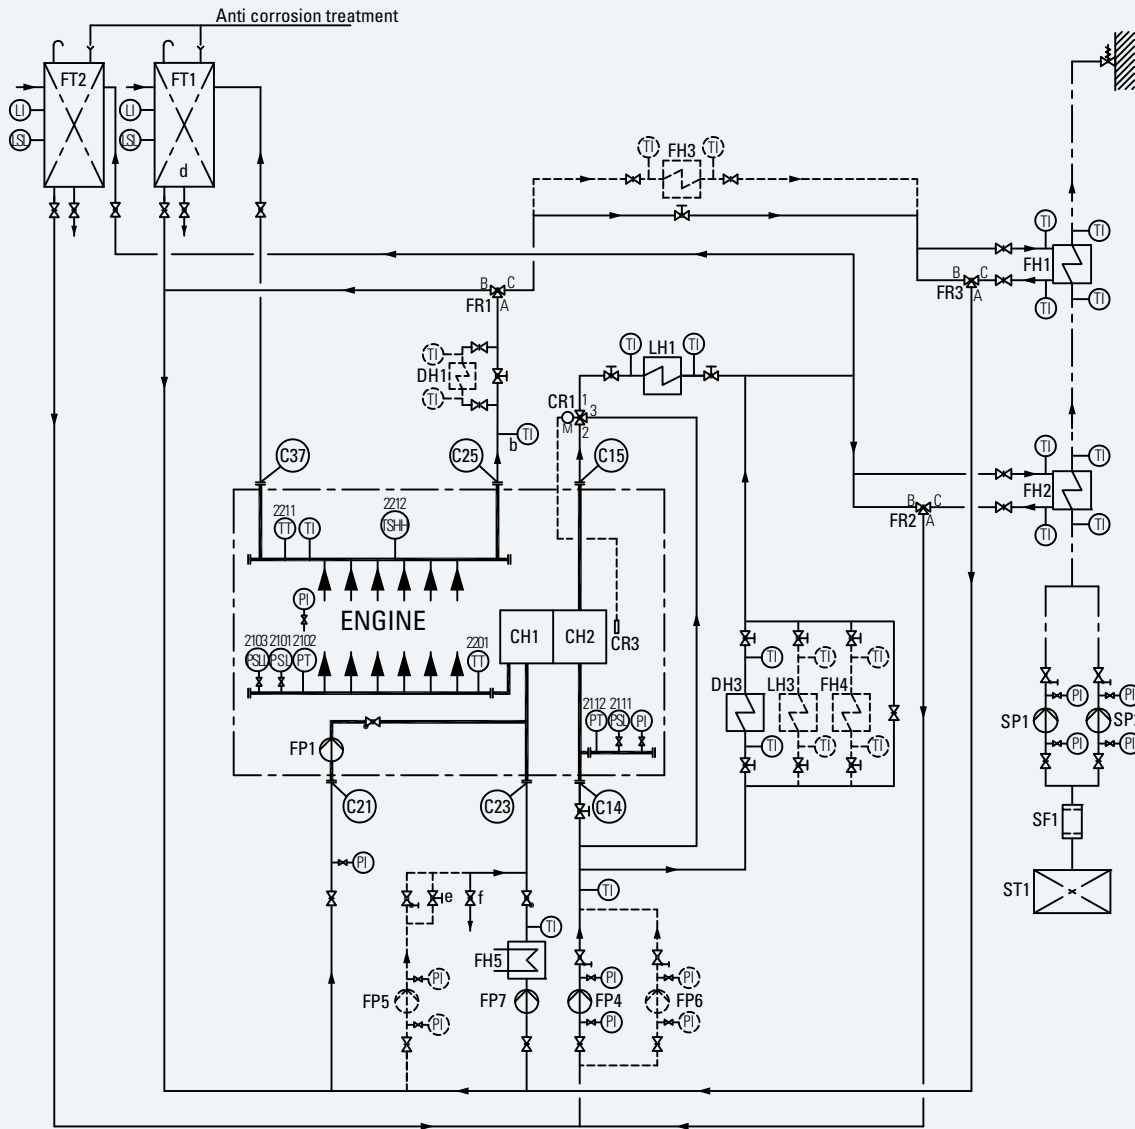 Anti corrosion treatment
FT2
FT1
LI
LI
LSL
LSL
d
TI
FH3
TI
TI
TI
FH1
B
C
FR3
A
TI
TI
B
C
FR1
A
TI
DH1
TI
TI
LH1
TI
CR1
1
3
M
2
b
TI
C37
C25
C15
TI
TI
FH2
B
C
FR2
A
TI
TI
2211
2212
TT
TI
TSHH
PI
ENGINE
CH1
CH2
CR3
2103
2101
2102
2201
PSLL
PSL
PT
TT
2112
2111
PT
PSL
PI
TI
TI
TI
DH3
LH3
FH4
TI
TI
TI
FP1
C21
C23
C14
PI
PI
SP1
PI
PI
SF1
ST1
PI
e
f
TI
TI
FH5
PI
PI
PI
FP5
FP7
FP4
FP6
PI
PI
PI